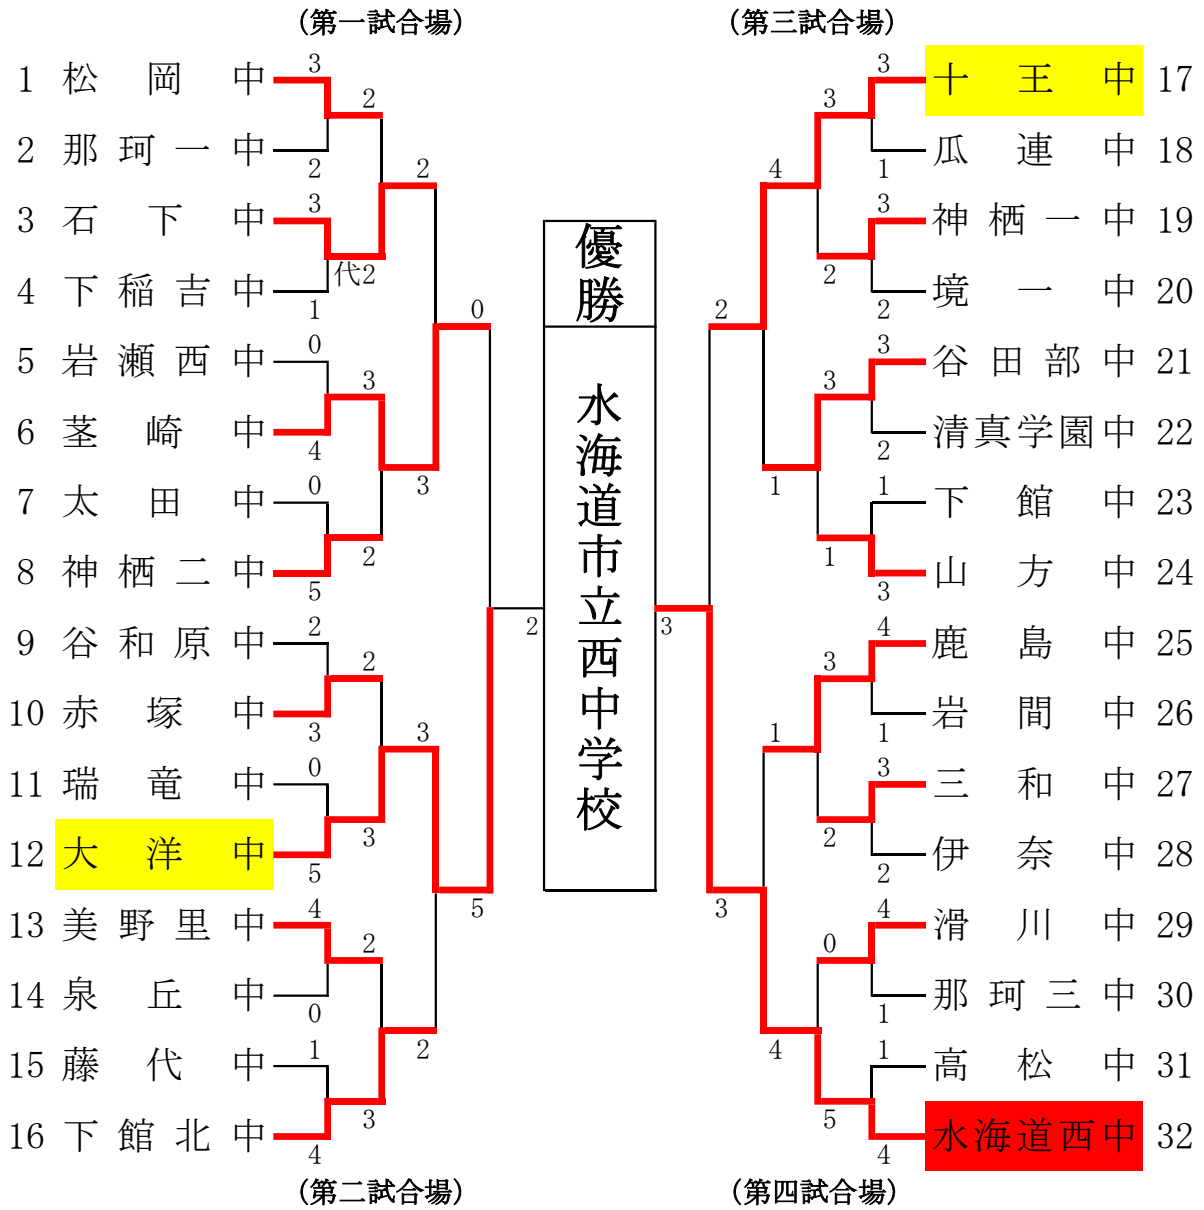 (第一試合場)
1 松岡中 3
2 那珂一中 2
2
3 石下中 3
4 下稲吉中 1
代2
2
5 岩瀬西中 0
6 茎崎中 4
3
7 太田中 0
8 神栖二中 5
2
3
0
9 谷和原中 2
10 赤塚中 3
2
11 瑞竜中 0
12 大洋中 5
3
3
13 美野里中 4
14 泉丘中 0
2
15 藤代中 1
16 下館北中 4
3
2
5
2
(第二試合場)
優勝
水海道市立西中学校
(第三試合場)
3 十王中 17
1 瓜連中 18
3
3 神栖一中 19
2 境一中 20
2
4
3 谷田部中 21
2 清真学園中 22
3
1 下館中 23
3 山方中 24
1
1
2
4 鹿島中 25
1 岩間中 26
3
3 三和中 27
2 伊奈中 28
2
1
4 滑川中 29
1 那珂三中 30
0
1 高松中 31
4 水海道西中 32
5
4
3
3
(第四試合場)